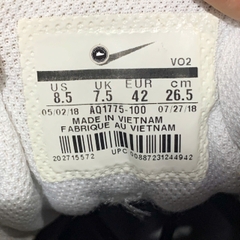 VO2
US UK EUR cm
8.5 7.5 42 26.5
05/02/18 AQ1775-100 07/27/18
MADE IN VIETNAM
FABRIQUE AU VIETNAM
202715572
UPC 00887231244942